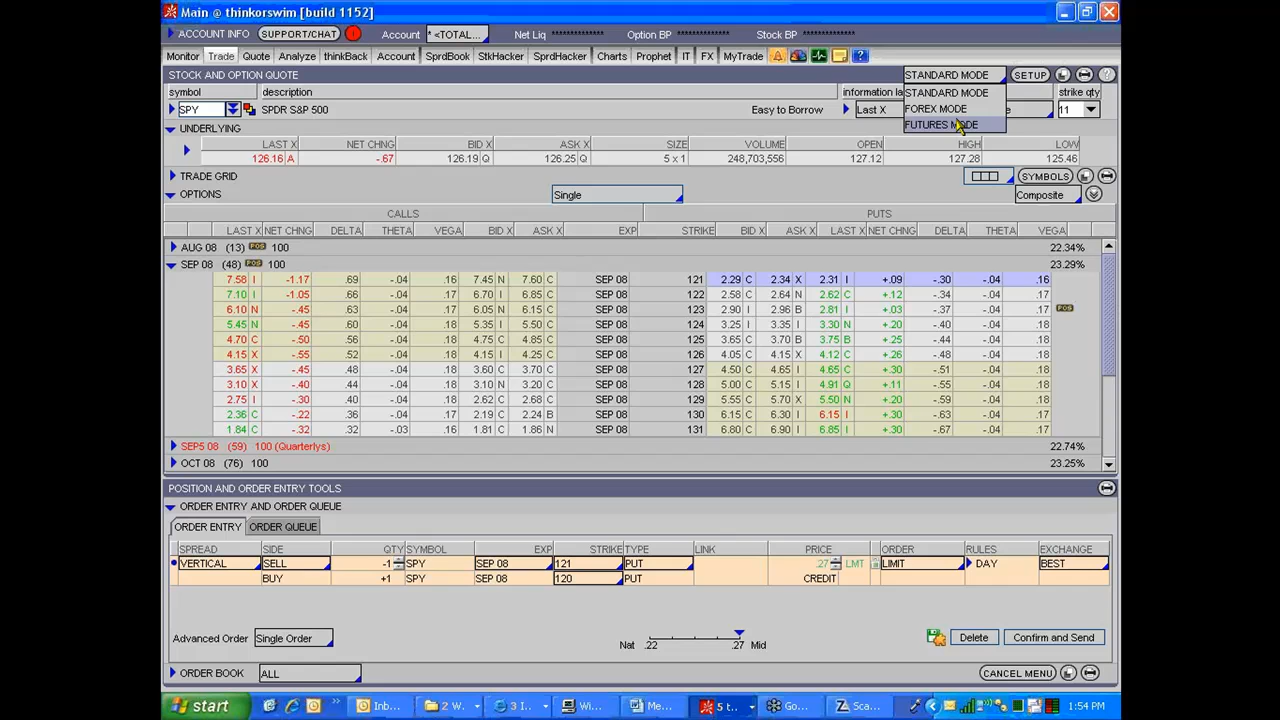 Main @ thinkorswim [build 1152]
ACCOUNT INFO SUPPORT/CHAT ! Account * <TOTAL... Net Liq ************* Option BP ************* Stock BP *************
Monitor Trade Quote Analyze thinkBack Account SprdBook StkHacker SprdHacker Charts Prophet IT FX MyTrade ?
STOCK AND OPTION QUOTE STANDARD MODE SETUP ?
symbol description information la strike qty
STANDARD MODE
SPY SPDR S&P 500 Easy to Borrow Last X e 11
FOREX MODE
FUTURES MODE
UNDERLYING
LAST X NET CHNG BID X ASK X SIZE VOLUME OPEN HIGH LOW
126.16 A -.67 126.19 Q 126.25 Q 5 x 1 248,703,556 127.12 127.28 125.46
TRADE GRID SYMBOLS
OPTIONS Single Composite
CALLS PUTS
LAST X NET CHNG DELTA THETA VEGA BID X ASK X EXP STRIKE BID X ASK X LAST X NET CHNG DELTA THETA VEGA
AUG 08 (13) POS 100 22.34%
SEP 08 (48) POS 100 23.29%
7.58 I -1.17 .69 -.04 .16 7.45 N 7.60 C SEP 08 121 2.29 C 2.34 X 2.31 I +.09 -.30 -.04 .16
7.10 I -1.05 .66 -.04 .17 6.70 I 6.85 C SEP 08 122 2.58 C 2.64 N 2.62 C +.12 -.34 -.04 .17
6.10 N -.45 .63 -.04 .17 6.05 N 6.15 C SEP 08 123 2.90 I 2.96 B 2.81 I +.03 -.37 -.04 .17 POS
5.45 N -.45 .60 -.04 .18 5.35 I 5.50 C SEP 08 124 3.25 I 3.35 I 3.30 N +.20 -.40 -.04 .18
4.70 C -.50 .56 -.04 .18 4.75 C 4.85 C SEP 08 125 3.65 C 3.70 B 3.75 B +.25 -.44 -.04 .18
4.15 X -.55 .52 -.04 .18 4.15 I 4.25 C SEP 08 126 4.05 C 4.15 X 4.12 C +.26 -.48 -.04 .18
3.65 X -.45 .48 -.04 .18 3.60 C 3.70 C SEP 08 127 4.50 C 4.65 I 4.65 C +.30 -.51 -.04 .18
3.10 X -.40 .44 -.04 .18 3.10 N 3.20 C SEP 08 128 5.00 C 5.15 I 4.91 Q +.11 -.55 -.04 .18
2.75 I -.30 .40 -.04 .18 2.62 C 2.68 C SEP 08 129 5.55 C 5.70 X 5.50 N +.20 -.59 -.04 .18
2.36 C -.22 .36 -.04 .17 2.19 C 2.24 B SEP 08 130 6.15 C 6.30 I 6.15 I +.30 -.63 -.04 .17
1.84 C -.32 .32 -.03 .17 1.81 C 1.86 N SEP 08 131 6.80 C 6.90 I 6.85 I +.30 -.67 -.04 .17
SEP5 08 (59) 100 (Quarterlys) 22.74%
OCT 08 (76) 100 23.25%
POSITION AND ORDER ENTRY TOOLS
ORDER ENTRY AND ORDER QUEUE
ORDER ENTRY ORDER QUEUE
SPREAD SIDE QTY SYMBOL EXP STRIKE TYPE LINK PRICE ORDER RULES EXCHANGE
VERTICAL SELL -1 SPY SEP 08 121 PUT .27 LMT LIMIT DAY BEST
BUY +1 SPY SEP 08 120 PUT CREDIT
Advanced Order Single Order Delete Confirm and Send
Nat .22 .27 Mid
ORDER BOOK ALL CANCEL MENU
start Inb... 2 W. 3 I. Wi... Me... 5 t... Go... Sca... 1:54 PM